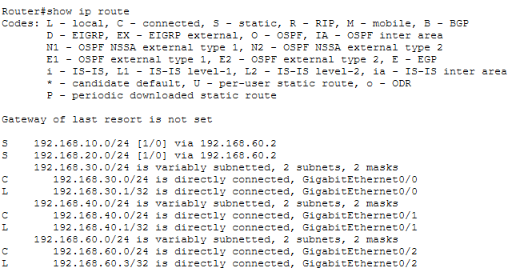 Router#show ip route
Codes: L - local, C - connected, S - static, R - RIP, M - mobile, B - BGP
       D - EIGRP, EX - EIGRP external, O - OSPF, IA - OSPF inter area
       N1 - OSPF NSSA external type 1, N2 - OSPF NSSA external type 2
       E1 - OSPF external type 1, E2 - OSPF external type 2, E - EGP
       i - IS-IS, L1 - IS-IS level-1, L2 - IS-IS level-2, ia - IS-IS inter area
       * - candidate default, U - per-user static route, o - ODR
       P - periodic downloaded static route

Gateway of last resort is not set

S    192.168.10.0/24 [1/0] via 192.168.60.2
S    192.168.20.0/24 [1/0] via 192.168.60.2
     192.168.30.0/24 is variably subnetted, 2 subnets, 2 masks
C       192.168.30.0/24 is directly connected, GigabitEthernet0/0
L       192.168.30.1/32 is directly connected, GigabitEthernet0/0
     192.168.40.0/24 is variably subnetted, 2 subnets, 2 masks
C       192.168.40.0/24 is directly connected, GigabitEthernet0/1
L       192.168.40.1/32 is directly connected, GigabitEthernet0/1
     192.168.60.0/24 is variably subnetted, 2 subnets, 2 masks
C       192.168.60.0/24 is directly connected, GigabitEthernet0/2
L       192.168.60.3/32 is directly connected, GigabitEthernet0/2